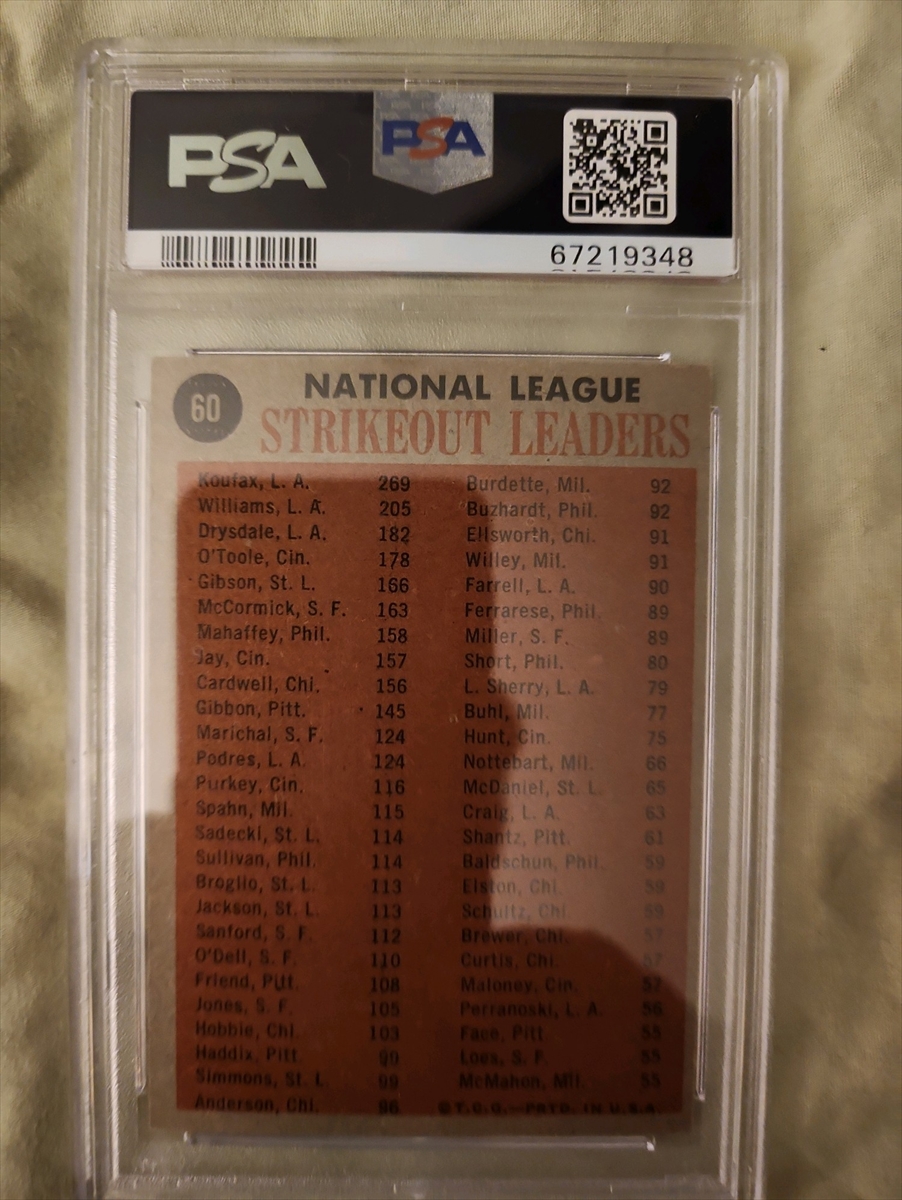 PSA PSA
67219348
60
NATIONAL LEAGUE
STRIKEOUT LEADERS
Koufax, L. A. 269 Burdette, Mil. 92
Williams, L. A. 205 Buzhardt, Phil. 92
Drysdale, L. A. 182 Ellsworth, Chi. 91
O'Toole, Cin. 178 Willey, Mil. 91
Gibson, St. L. 166 Farrell, L. A. 90
McCormick, S. F. 163 Ferrarese, Phil. 89
Mahaffey, Phil. 158 Miller, S. F. 89
Jay, Cin. 157 Short, Phil. 80
Cardwell, Chi. 156 L. Sherry, L. A. 79
Gibbon, Pitt. 145 Buhl, Mil. 77
Marichal, S. F. 124 Hunt, Cin. 75
Podres, L. A. 124 Nottebart, Mil. 66
Purkey, Cin. 116 McDaniel, St. L. 65
Spahn, Mil. 115 Craig, L. A. 63
Sadecki, St. L. 114 Shantz, Pitt. 61
Sullivan, Phil. 114 Baldschun, Phil. 59
Broglio, St. L. 113 Elston, Chi. 59
Jackson, St. L. 113 Schultz, Chi. 59
Sanford, S. F. 112 Brewer, Chi. 57
O'Dell, S. F. 110 Curtis, Chi. 57
Friend, Pitt. 108 Maloney, Cin. 57
Jones, S. F. 105 Perranoski, L. A. 56
Hobbie, Chi. 103 Face, Pitt. 55
Haddix, Pitt. 99 Loes, S. F. 55
Simmons, St. L. 99 McMahon, Mil. 55
Anderson, Chi. 96 © T.C.G.—PRTD. IN U.S.A.